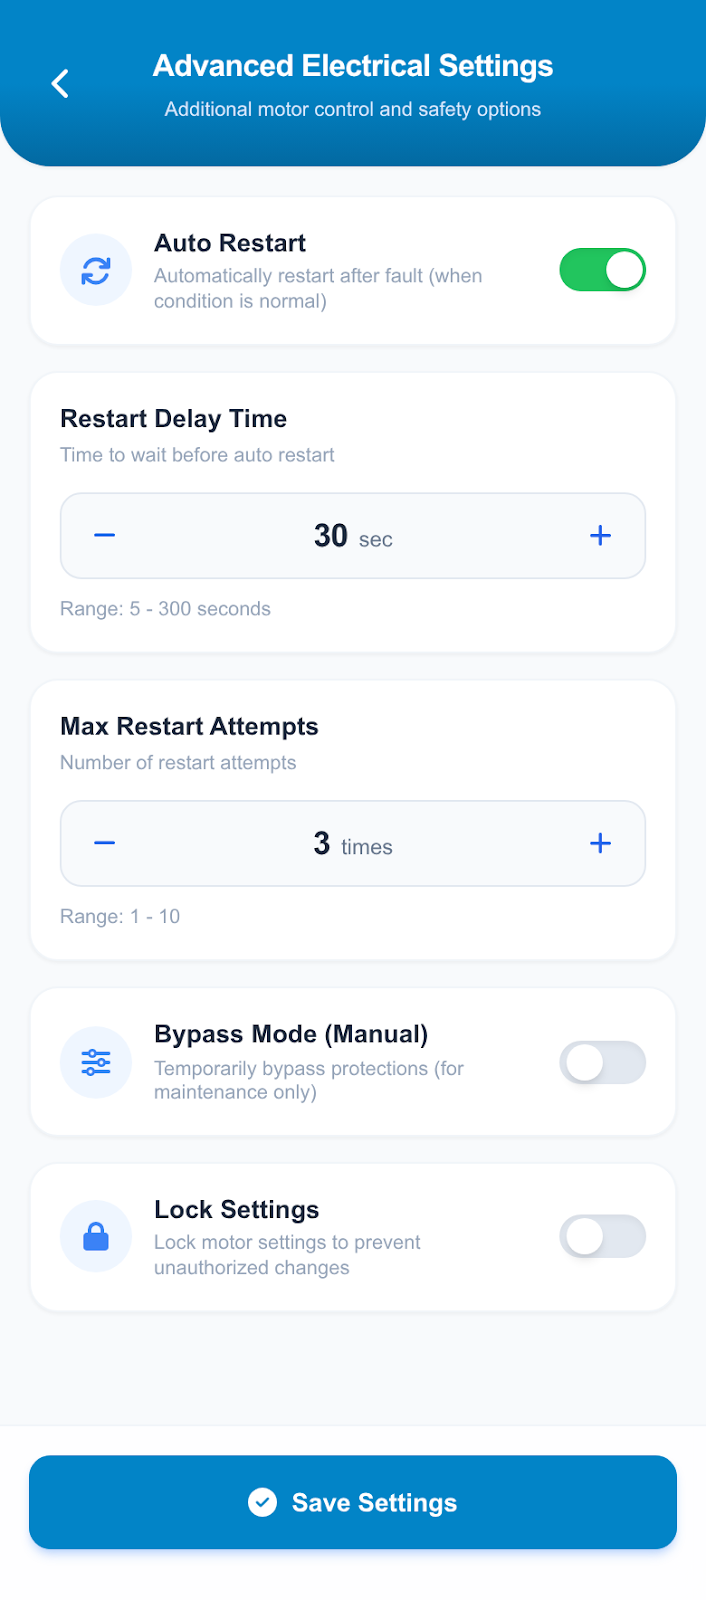 Advanced Electrical Settings
Additional motor control and safety options
Auto Restart
Automatically restart after fault (when
condition is normal)
Restart Delay Time
Time to wait before auto restart
− 30 sec +
Range: 5 - 300 seconds
Max Restart Attempts
Number of restart attempts
− 3 times +
Range: 1 - 10
Bypass Mode (Manual)
Temporarily bypass protections (for
maintenance only)
Lock Settings
Lock motor settings to prevent
unauthorized changes
Save Settings